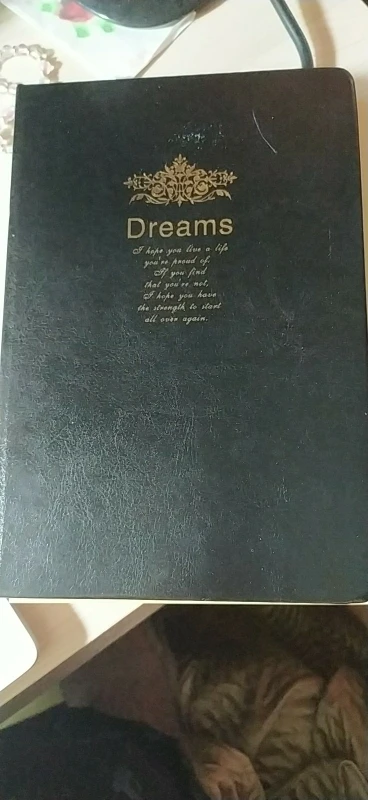 Dreams
I hope you live a life
you're proud of.
If you find
that you're not,
I hope you have
the strength to start
all over again.